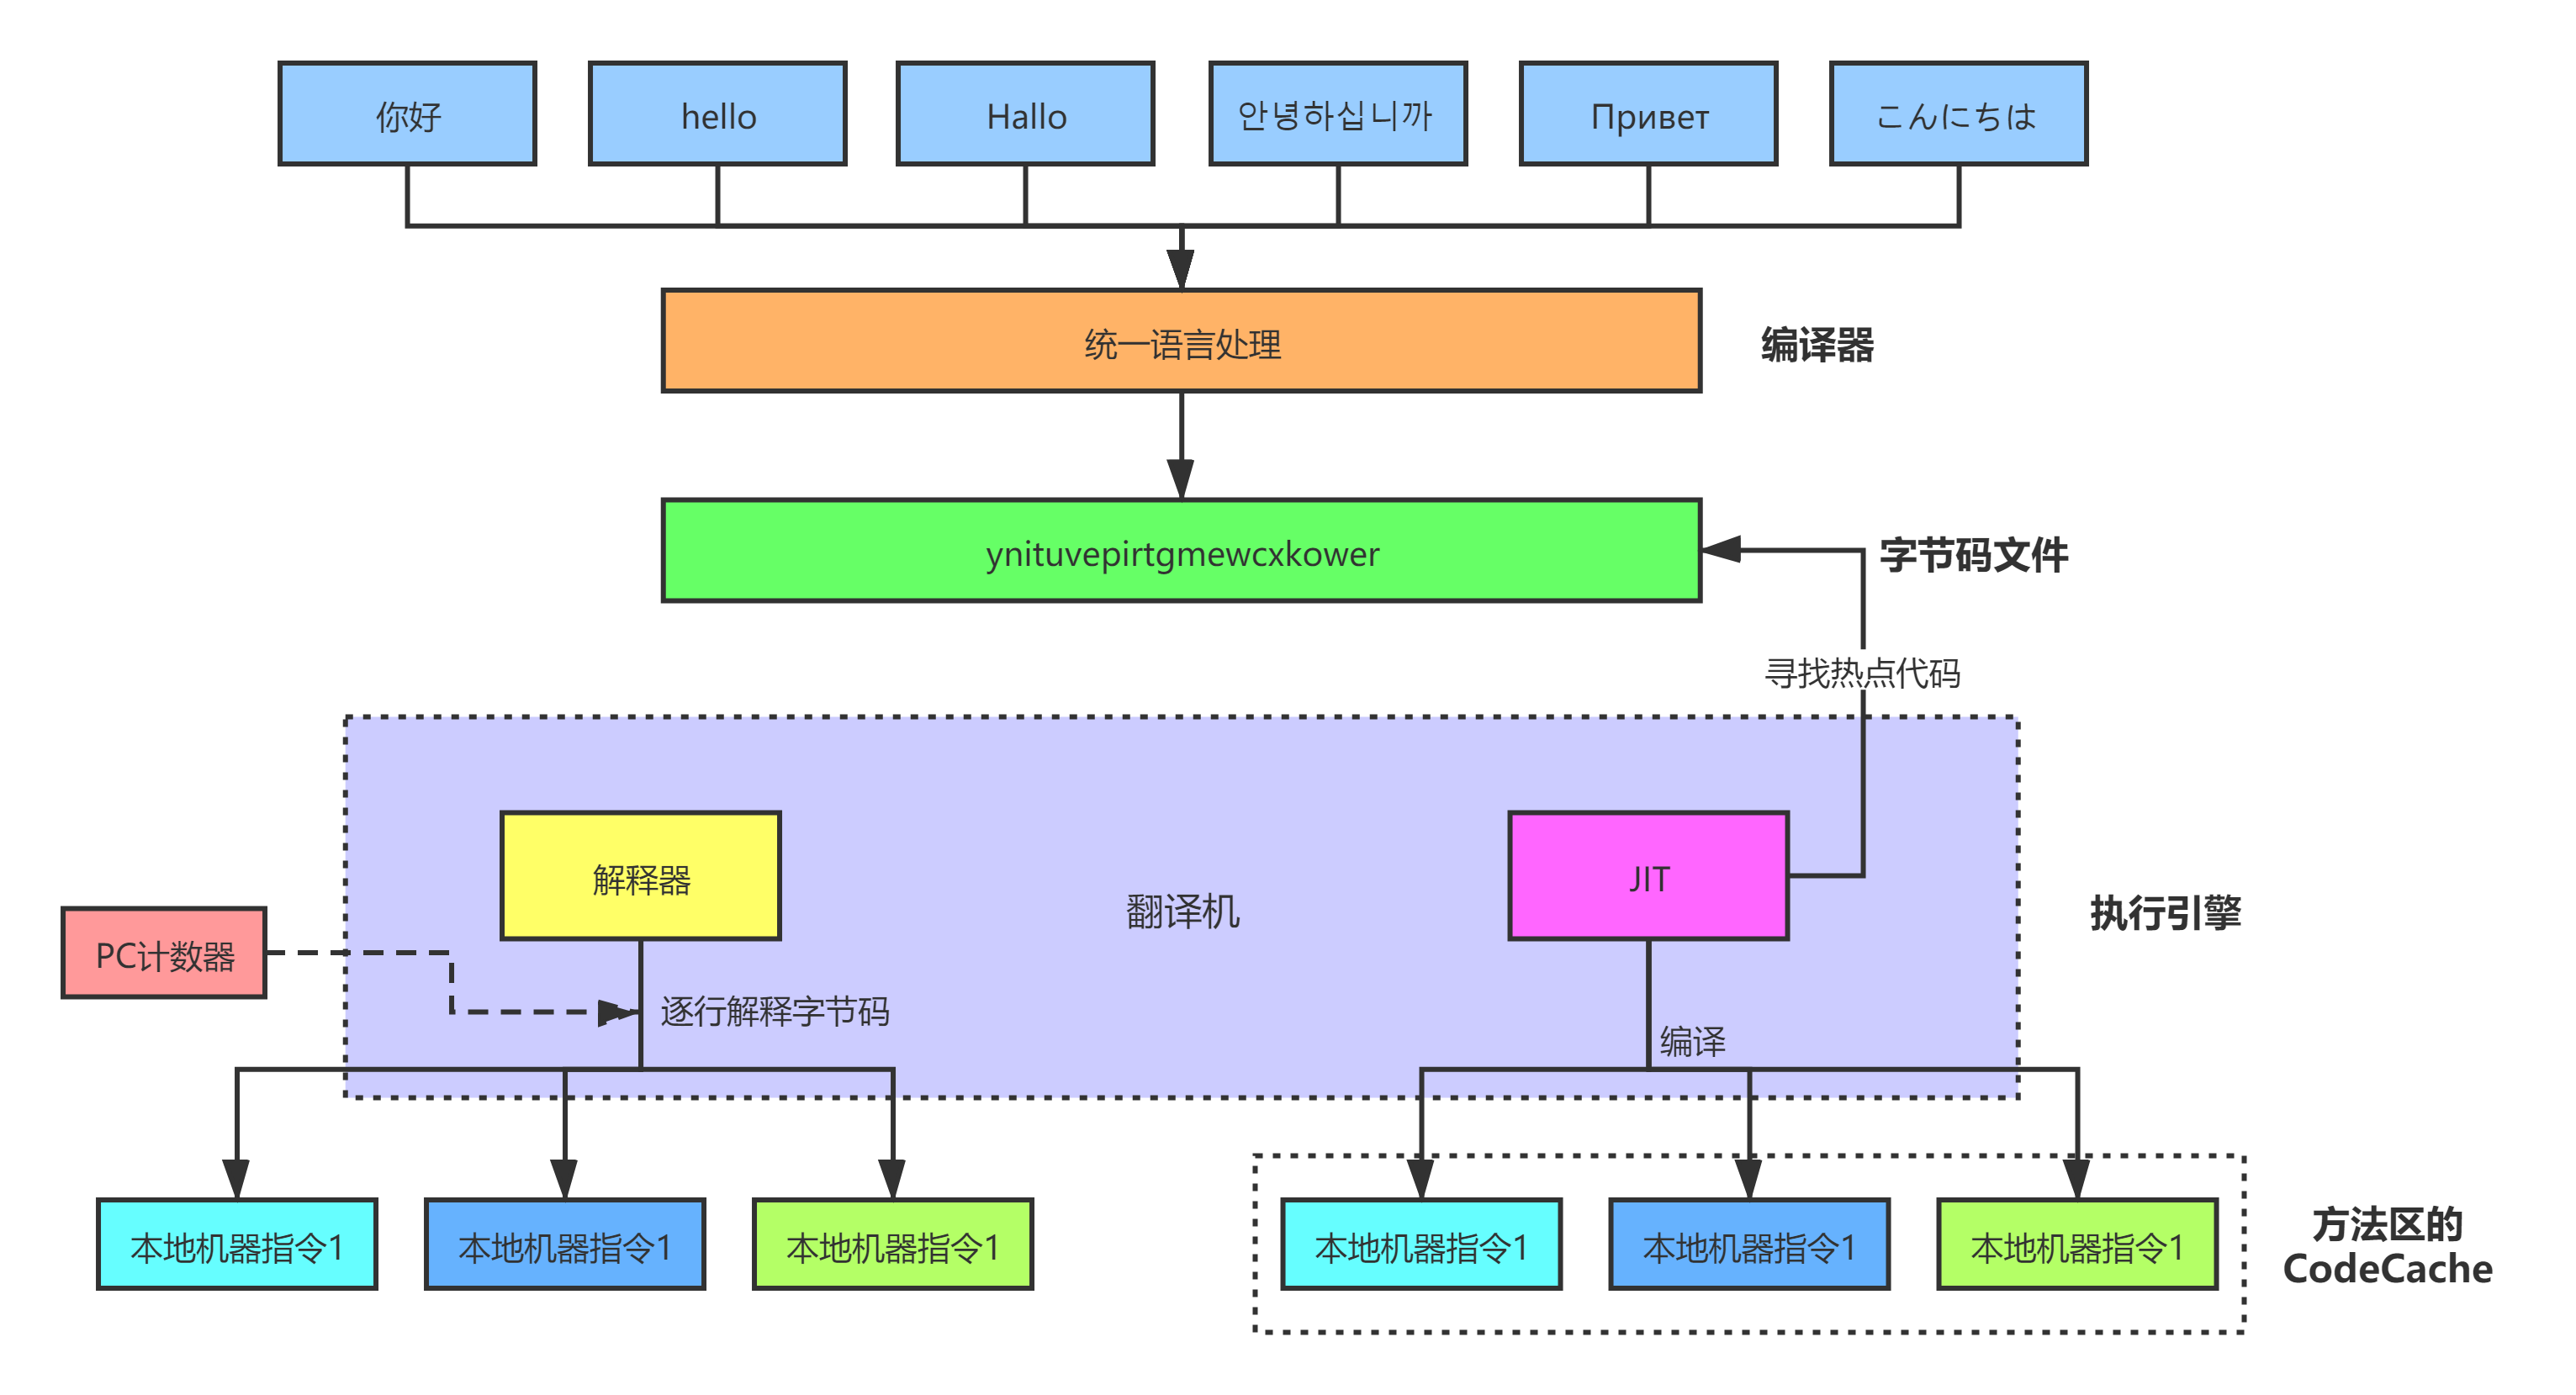 你好
hello
Hallo
안녕하십니까
Привет
こんにちは
统一语言处理
编译器
ynituvepirtgmewcxkower
字节码文件
寻找热点代码
解释器
JIT
翻译机
执行引擎
PC计数器
逐行解释字节码
编译
本地机器指令1
本地机器指令1
本地机器指令1
本地机器指令1
本地机器指令1
本地机器指令1
方法区的
CodeCache